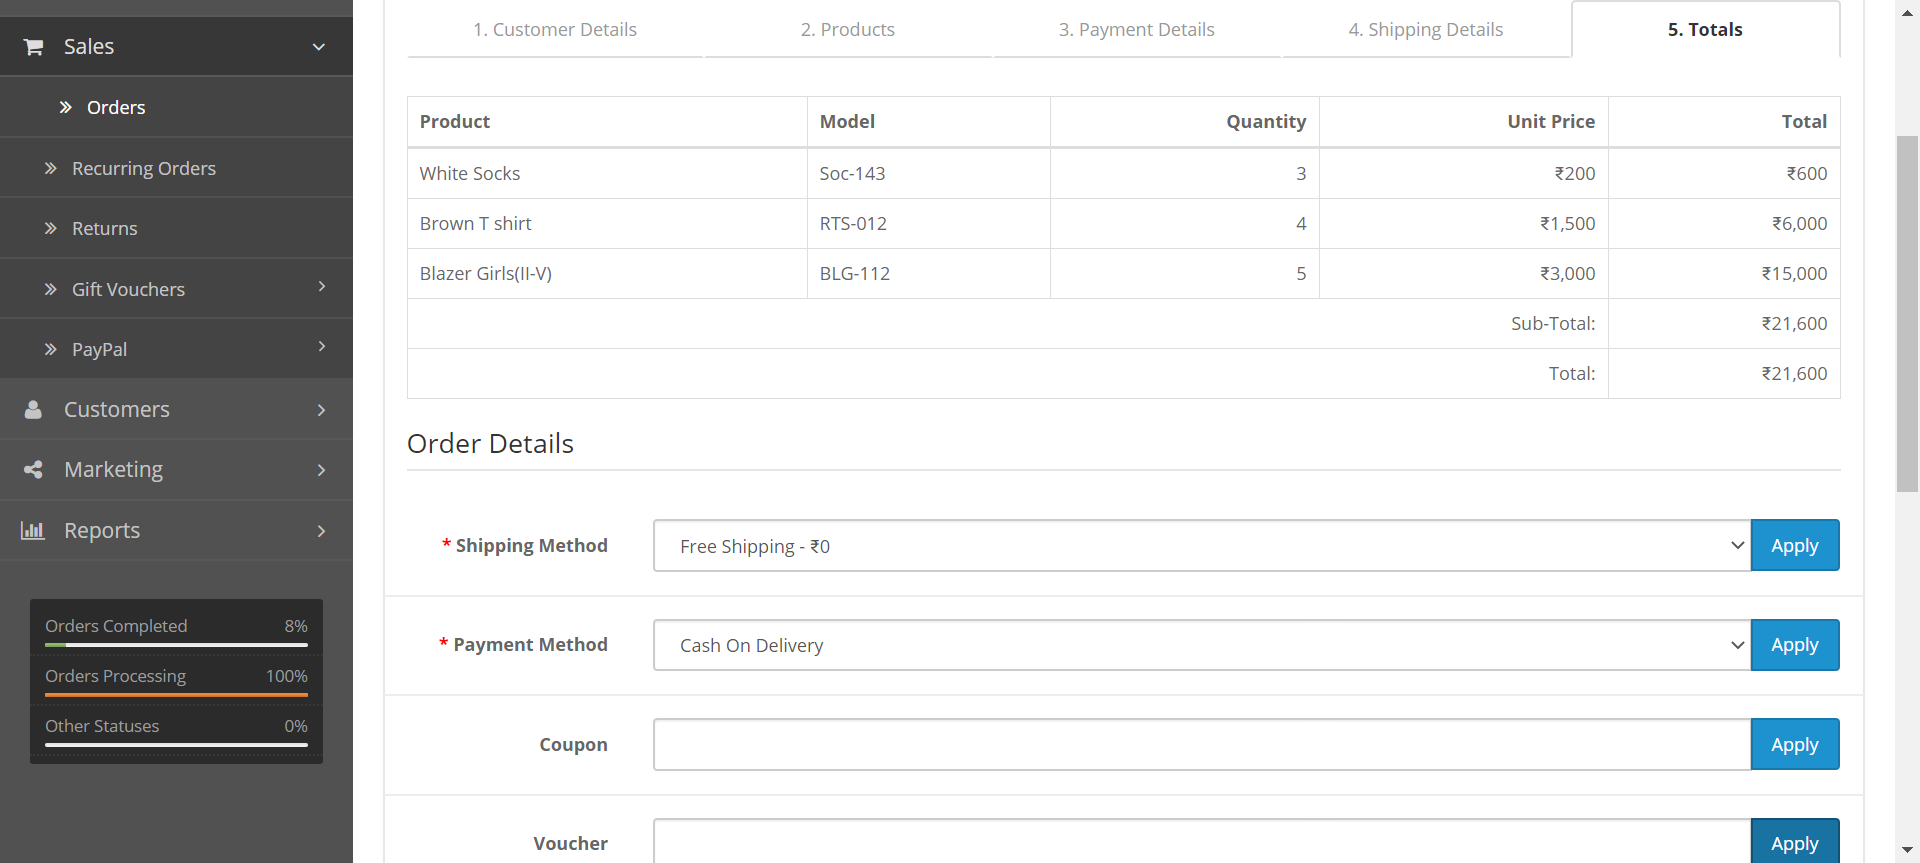 Sales
Orders
Recurring Orders
Returns
Gift Vouchers
PayPal
Customers
Marketing
Reports
Orders Completed 8%
Orders Processing 100%
Other Statuses 0%
1. Customer Details 2. Products 3. Payment Details 4. Shipping Details 5. Totals
Product Model Quantity Unit Price Total
White Socks Soc-143 3 ₹200 ₹600
Brown T shirt RTS-012 4 ₹1,500 ₹6,000
Blazer Girls(II-V) BLG-112 5 ₹3,000 ₹15,000
Sub-Total: ₹21,600
Total: ₹21,600
Order Details
* Shipping Method Free Shipping - ₹0 Apply
* Payment Method Cash On Delivery Apply
Coupon Apply
Voucher Apply